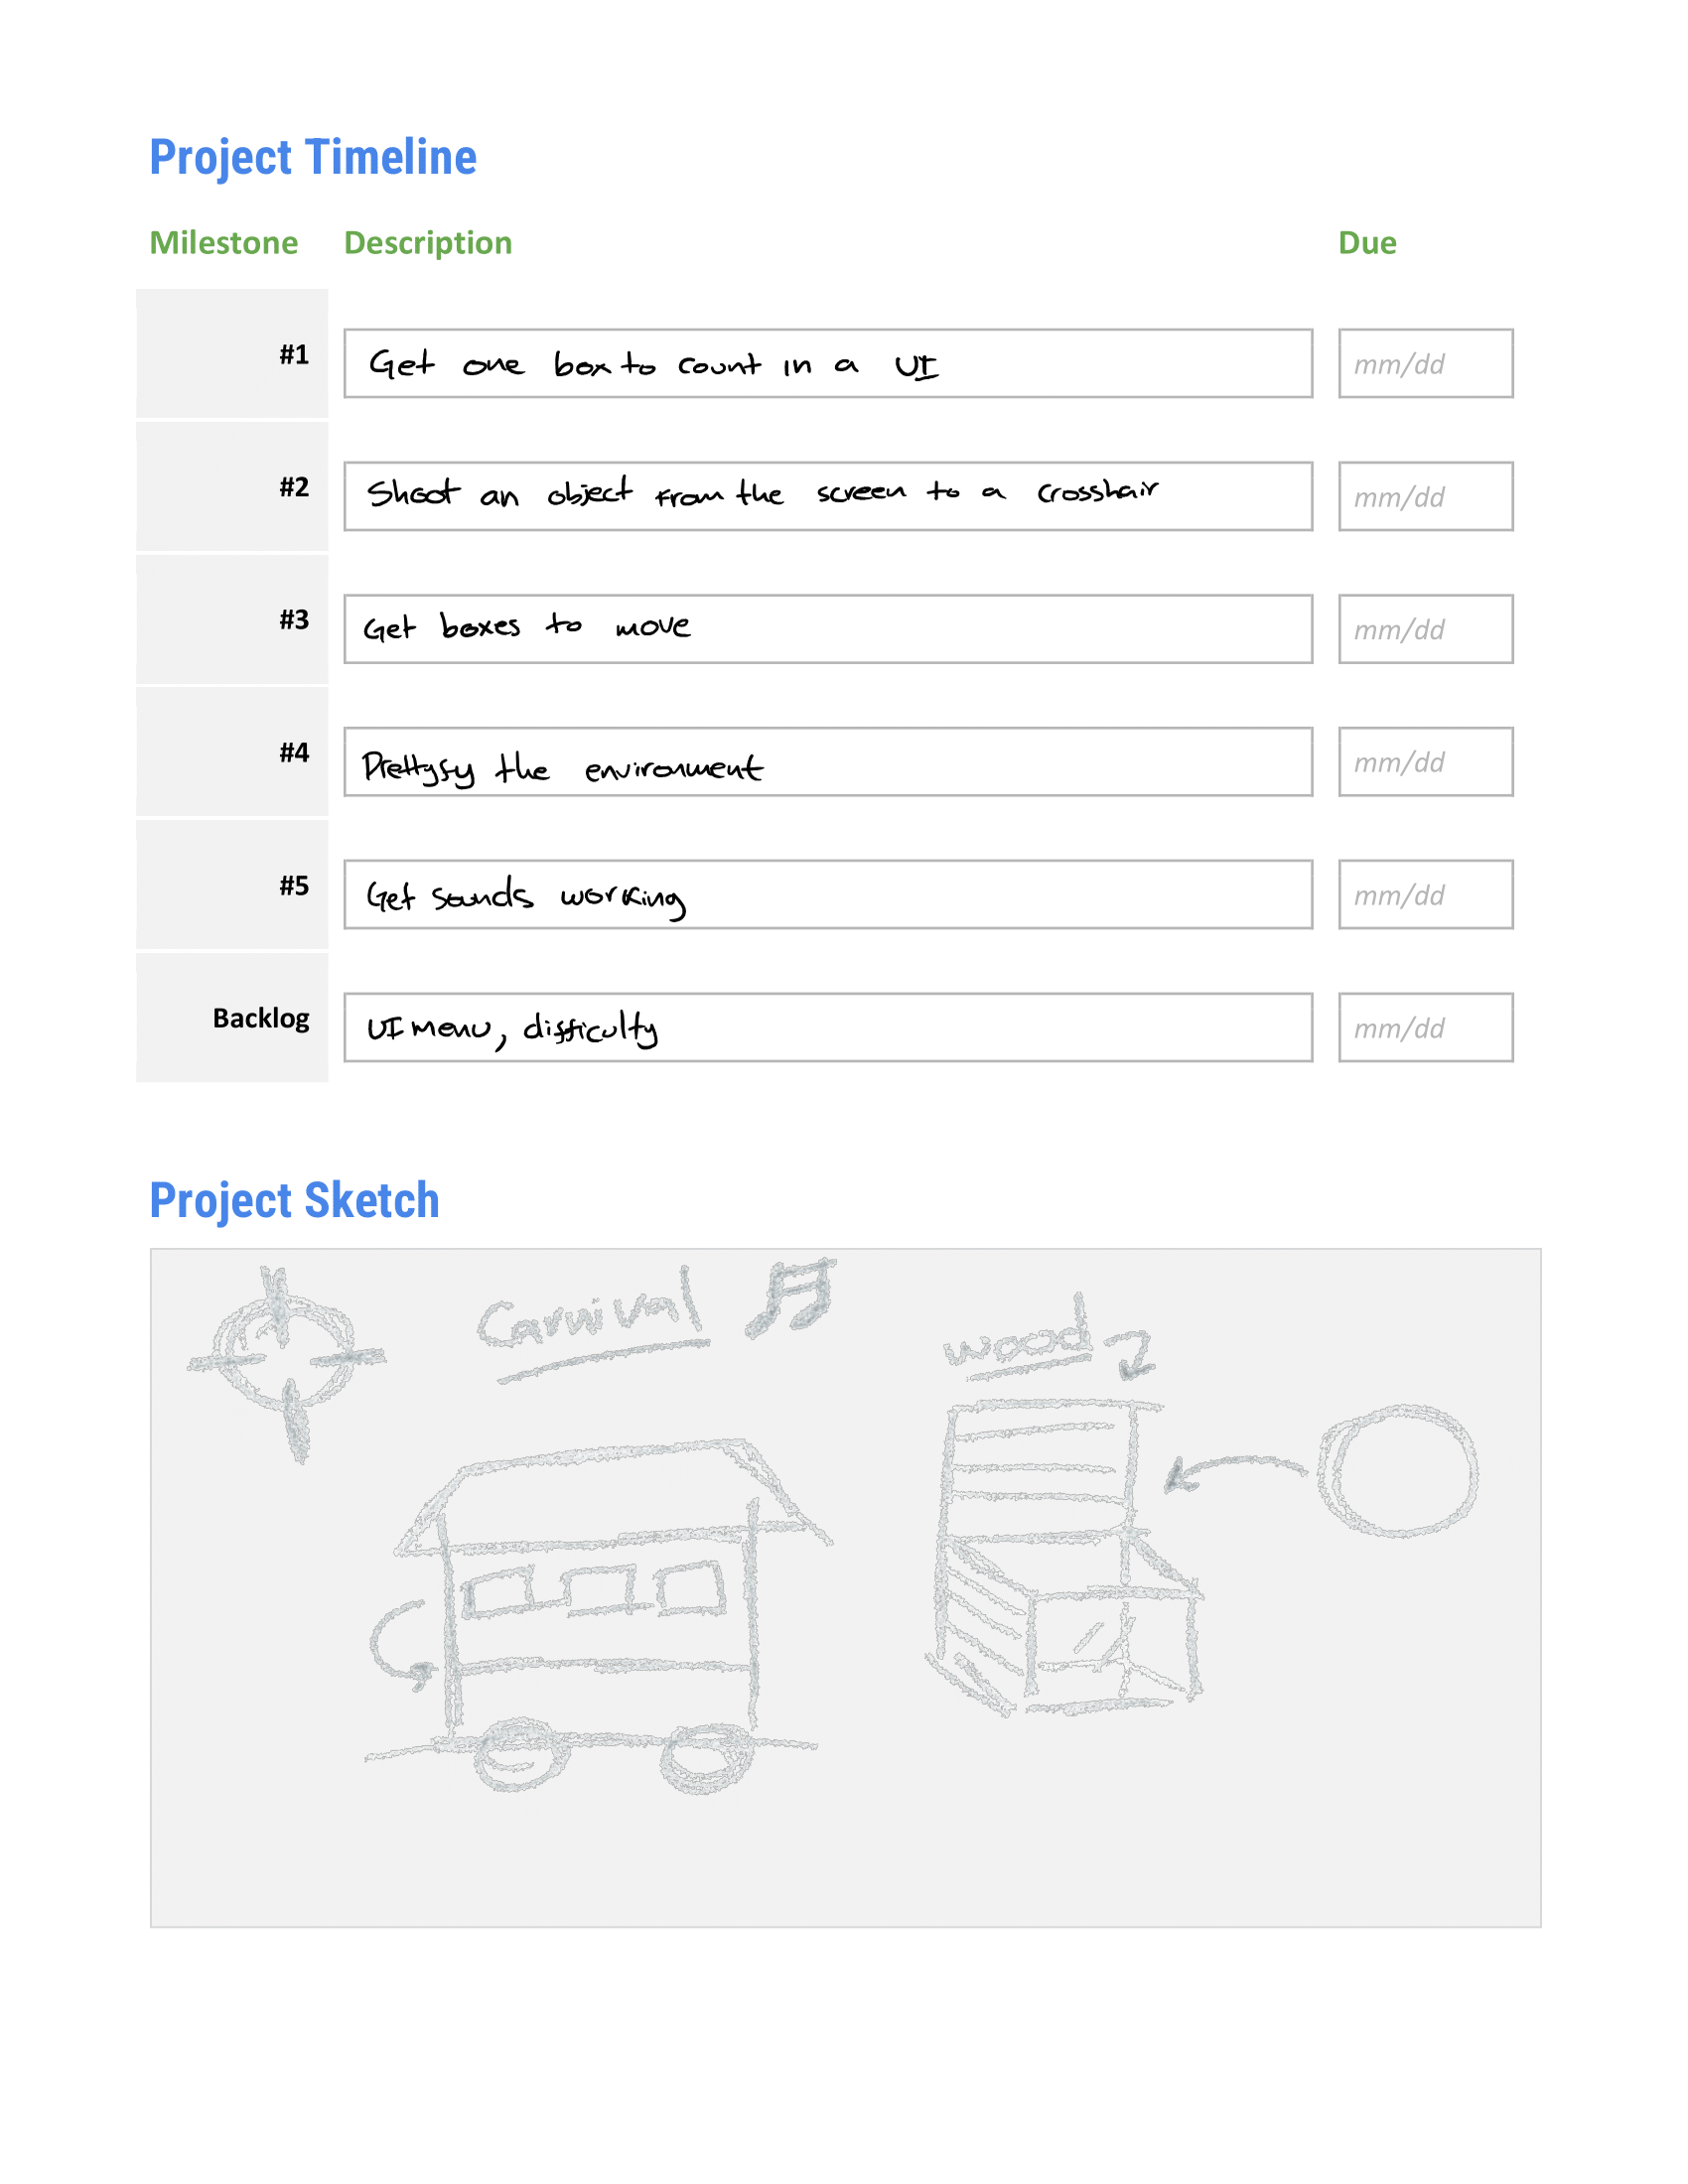 Project Timeline
Milestone Description Due
#1 Get one box to count in a UI mm/dd
#2 Shoot an object from the screen to a crosshair mm/dd
#3 Get boxes to move mm/dd
#4 Prettyfy the environment mm/dd
#5 Get sounds working mm/dd
Backlog UI menu, difficulty mm/dd
Project Sketch
Carnival
wood